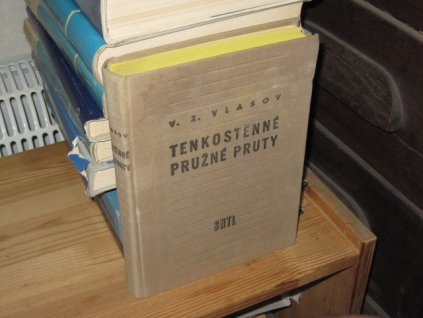 V. Z. VLASOV
TENKOSTĚNNÉ
PRUŽNÉ PRUTY
SNTL